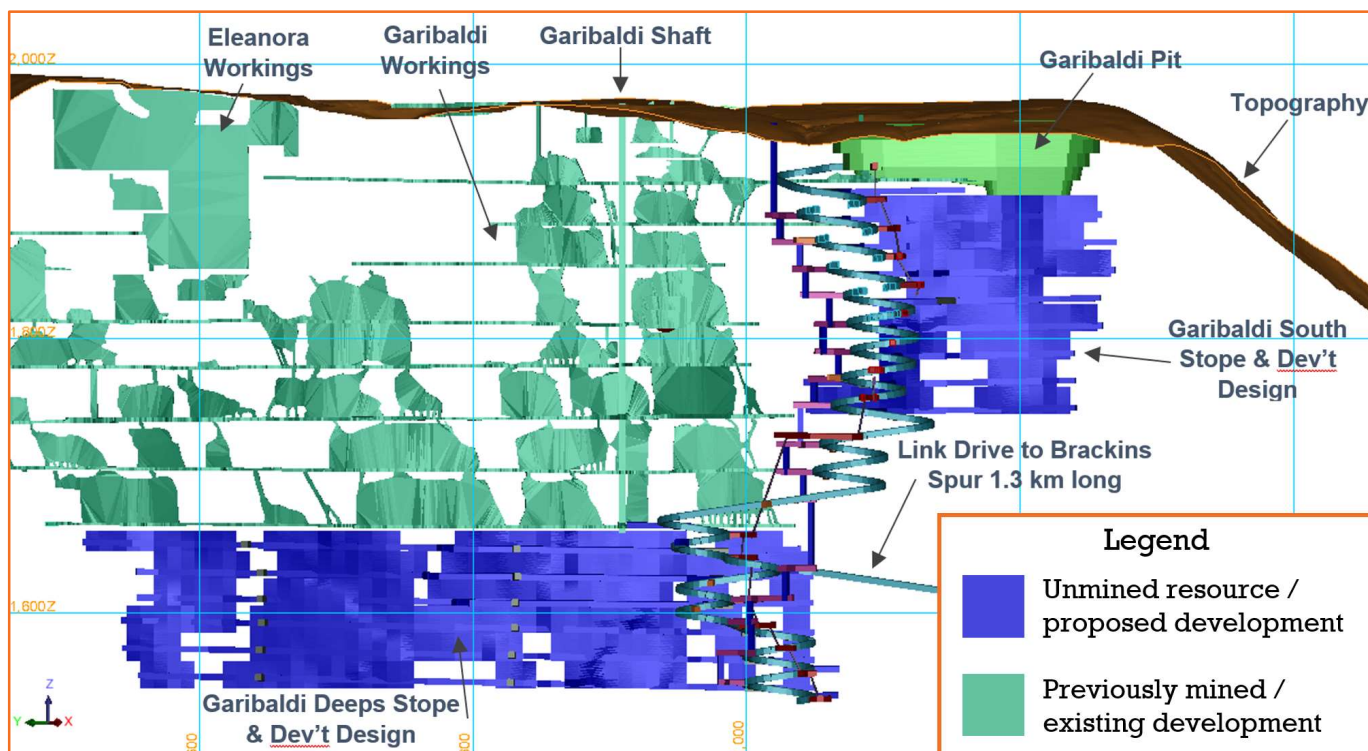 Eleanora
Workings
Garibaldi
Workings
Garibaldi Shaft
Garibaldi Pit
Topography
2,000Z
1,800Z
1,600Z
Garibaldi South
Stope & Dev't
Design
Link Drive to Brackins
Spur 1.3 km long
Garibaldi Deeps Stope
& Dev't Design
Legend
Unmined resource /
proposed development
Previously mined /
existing development
Z
Y
X